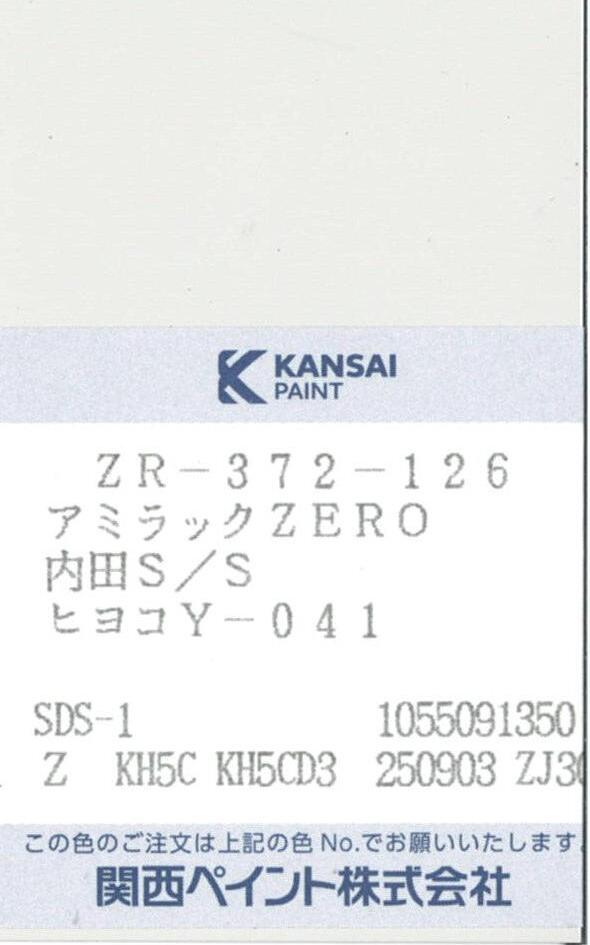 KANSAI
PAINT
ZR-372-126
アミラックZERO
内田S/S
ヒヨコY-041
SDS-1 1055091350
Z KH5C KH5CD3 250903
この色のご注文は上記の色No.でお願いいたします。
関西ペイント株式会社